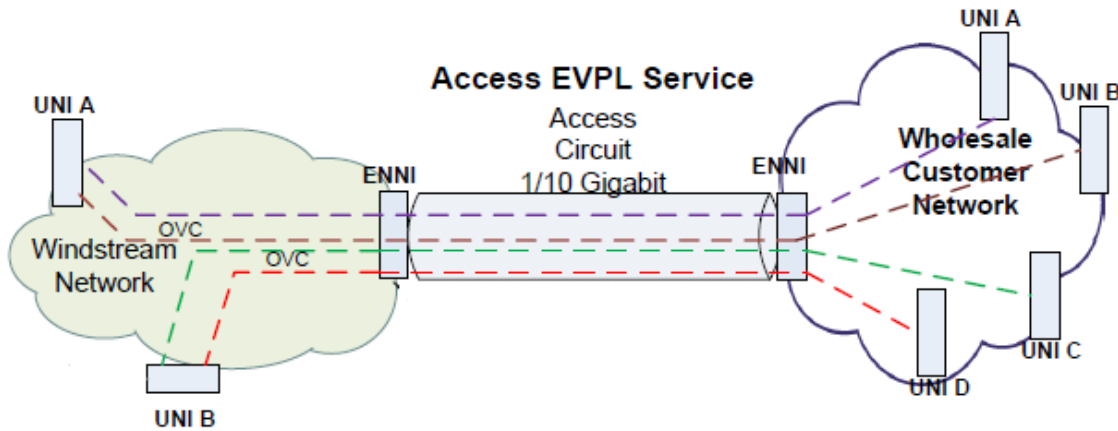 UNI A
Access EVPL Service
UNI A
UNI B
Access
Circuit
1/10 Gigabit
ENNI
ENNI
Wholesale
Customer
Network
OVC
OVC
Windstream
Network
UNI B
UNI C
UNI D